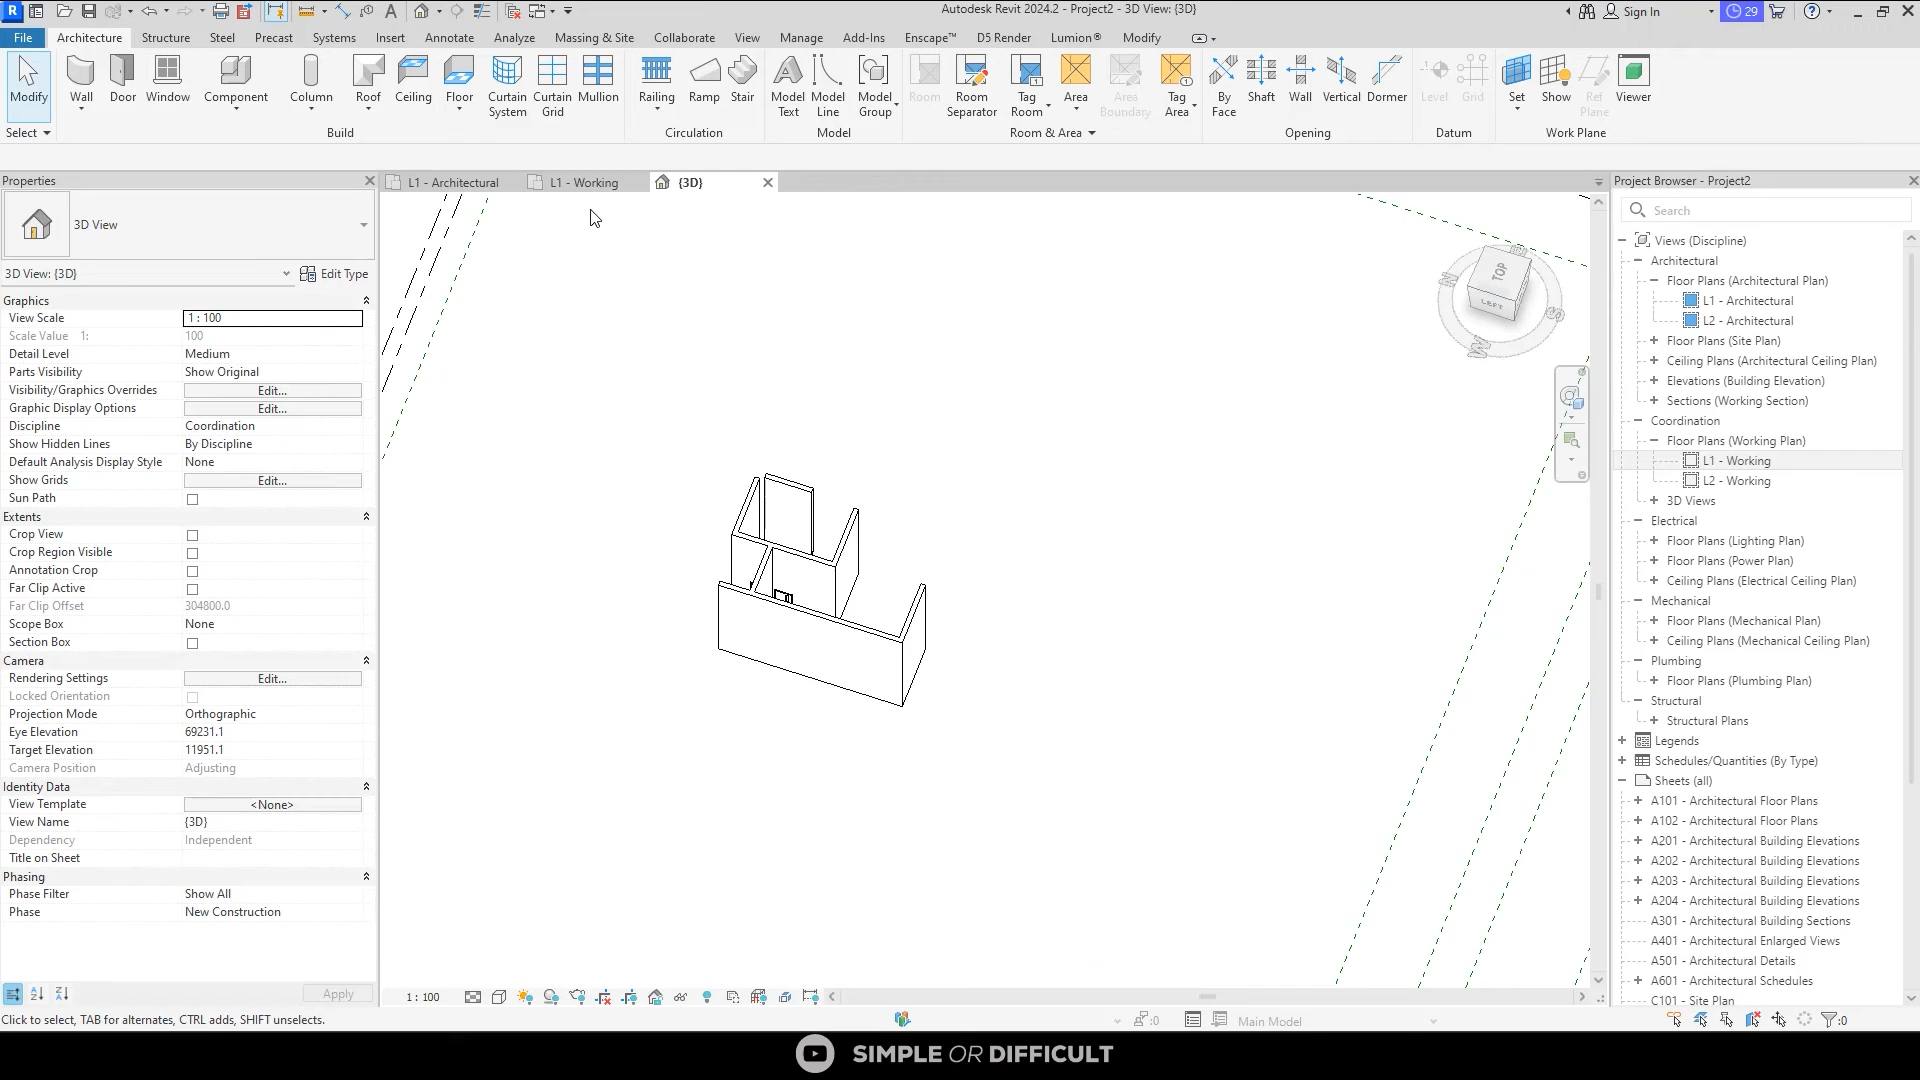 Autodesk Revit 2024.2 - Project2 - 3D View: {3D}
Sign In
29
File Architecture Structure Steel Precast Systems Insert Annotate Analyze Massing & Site Collaborate View Manage Add-Ins Enscape™ D5 Render Lumion® Modify
Modify Wall Door Window Component Column Roof Ceiling Floor Curtain System Curtain Grid Mullion Railing Ramp Stair Model Text Model Line Model Group Room Room Separator Tag Room Area Area Boundary Tag Area By Face Shaft Wall Vertical Dormer Level Grid Set Show Ref Plane Viewer
Select Build Circulation Model Room & Area Opening Datum Work Plane
Properties
L1 - Architectural L1 - Working {3D}
Project Browser - Project2
3D View
3D View: {3D} Edit Type
Graphics
View Scale 1 : 100
Scale Value 1: 100
Detail Level Medium
Parts Visibility Show Original
Visibility/Graphics Overrides Edit...
Graphic Display Options Edit...
Discipline Coordination
Show Hidden Lines By Discipline
Default Analysis Display Style None
Show Grids Edit...
Sun Path
Extents
Crop View
Crop Region Visible
Annotation Crop
Far Clip Active
Far Clip Offset 304800.0
Scope Box None
Section Box
Camera
Rendering Settings Edit...
Locked Orientation
Projection Mode Orthographic
Eye Elevation 69231.1
Target Elevation 11951.1
Camera Position Adjusting
Identity Data
View Template <None>
View Name {3D}
Dependency Independent
Title on Sheet
Phasing
Phase Filter Show All
Phase New Construction
Apply
TOP
LEFT
N
S
W
Search
Views (Discipline)
Architectural
Floor Plans (Architectural Plan)
L1 - Architectural
L2 - Architectural
Floor Plans (Site Plan)
Ceiling Plans (Architectural Ceiling Plan)
Elevations (Building Elevation)
Sections (Working Section)
Coordination
Floor Plans (Working Plan)
L1 - Working
L2 - Working
3D Views
Electrical
Floor Plans (Lighting Plan)
Floor Plans (Power Plan)
Ceiling Plans (Electrical Ceiling Plan)
Mechanical
Floor Plans (Mechanical Plan)
Ceiling Plans (Mechanical Ceiling Plan)
Plumbing
Floor Plans (Plumbing Plan)
Structural
Structural Plans
Legends
Schedules/Quantities (By Type)
Sheets (all)
A101 - Architectural Floor Plans
A102 - Architectural Floor Plans
A201 - Architectural Building Elevations
A202 - Architectural Building Elevations
A203 - Architectural Building Elevations
A204 - Architectural Building Elevations
A301 - Architectural Building Sections
A401 - Architectural Enlarged Views
A501 - Architectural Details
A601 - Architectural Schedules
C101 - Site Plan
1 : 100
Click to select, TAB for alternates, CTRL adds, SHIFT unselects.
:0
Main Model
:0
SIMPLE OR DIFFICULT